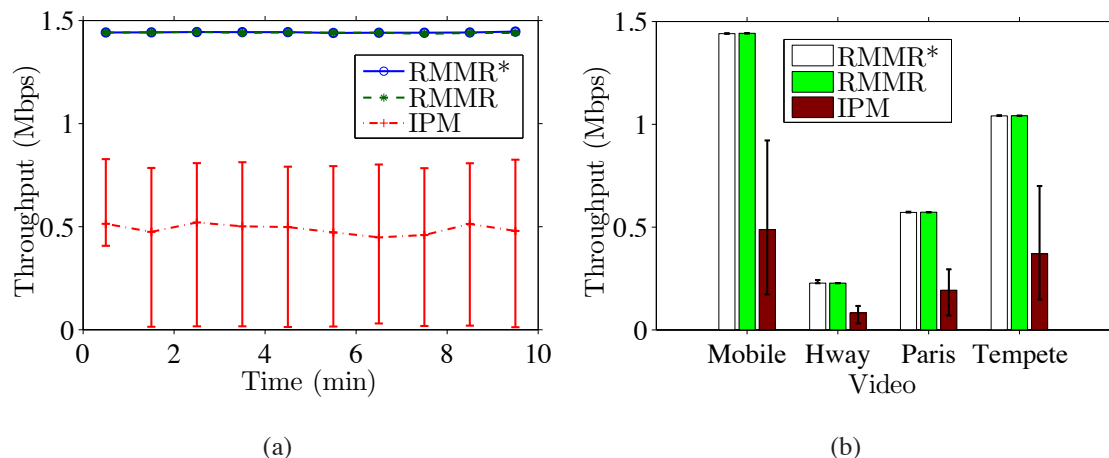 1.5
1
0.5
0
Throughput (Mbps)
RMMR*
RMMR
IPM
0 2 4 6 8 10
Time (min)
(a)
1.5
1
0.5
0
Throughput (Mbps)
RMMR*
RMMR
IPM
Mobile Hway Paris Tempete
Video
(b)